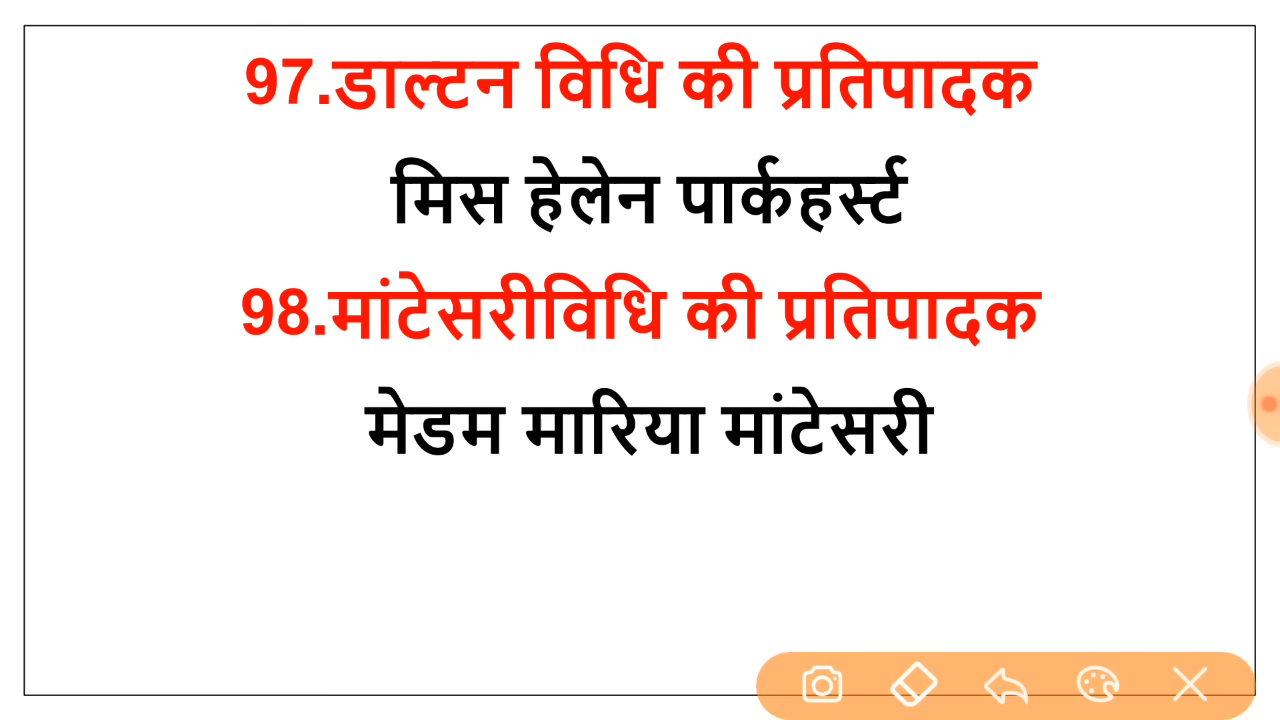 97.डाल्टन विधि की प्रतिपादक
मिस हेलेन पार्कहर्स्ट
98.मांटेसरीविधि की प्रतिपादक
मेडम मारिया मांटेसरी